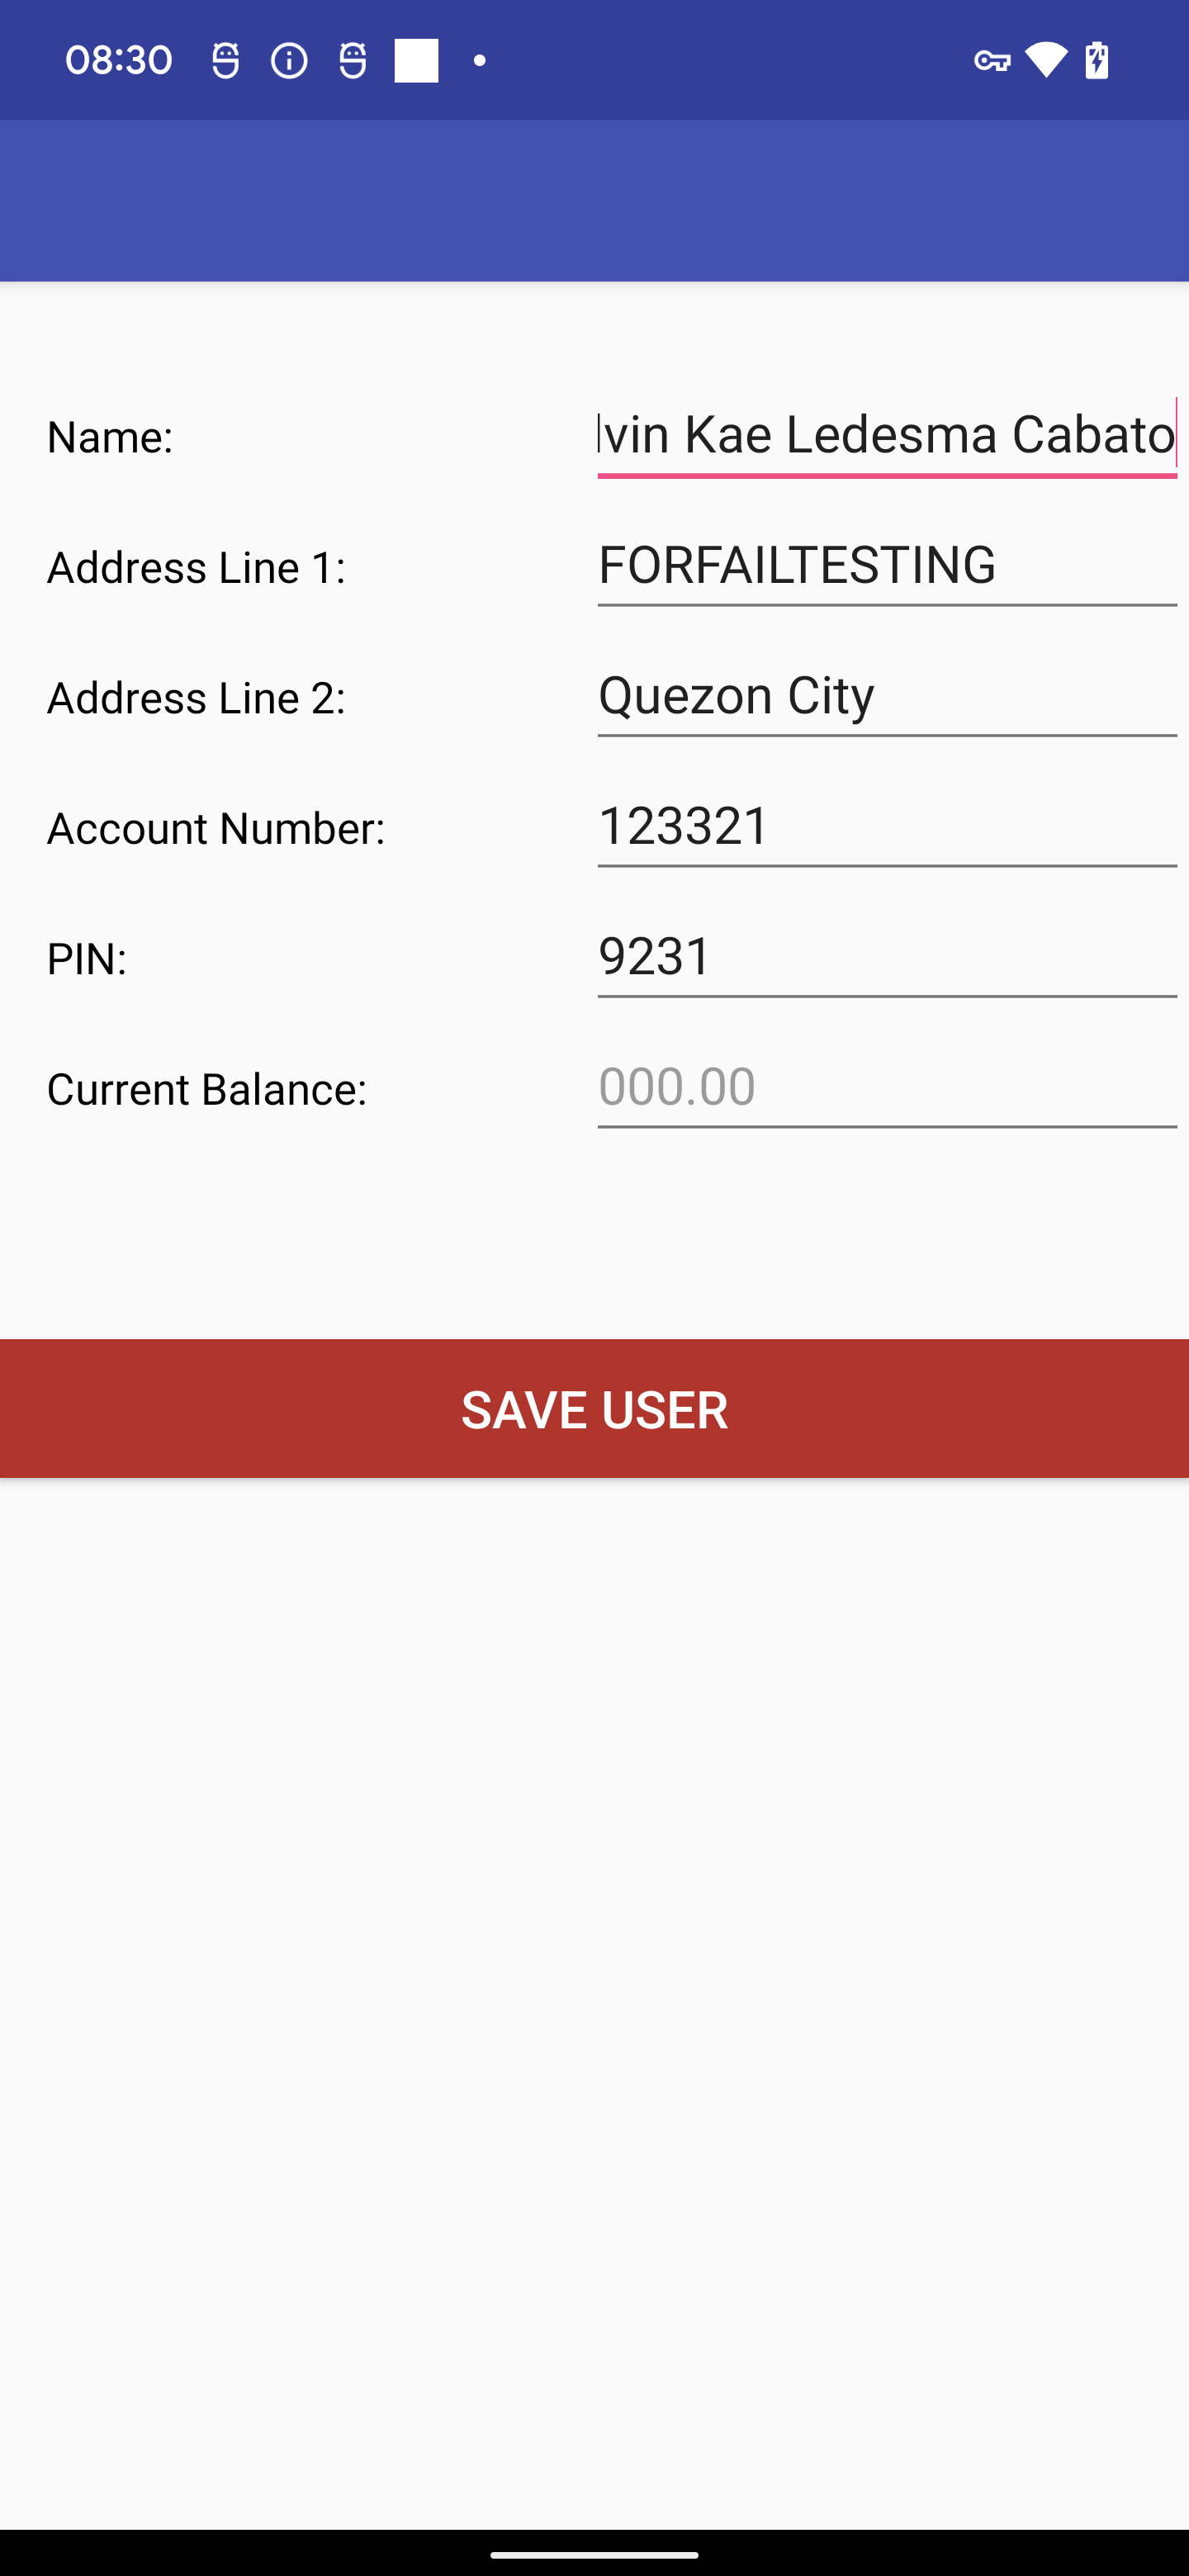 08:30
Name: lvin Kae Ledesma Cabato
Address Line 1: FORFAILTESTING
Address Line 2: Quezon City
Account Number: 123321
PIN: 9231
Current Balance: 000.00
SAVE USER